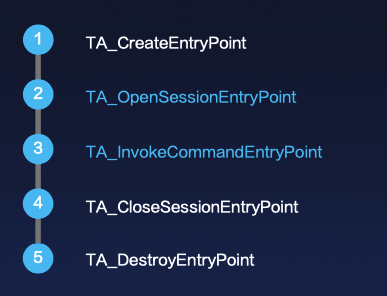 1 TA_CreateEntryPoint
2 TA_OpenSessionEntryPoint
3 TA_InvokeCommandEntryPoint
4 TA_CloseSessionEntryPoint
5 TA_DestroyEntryPoint